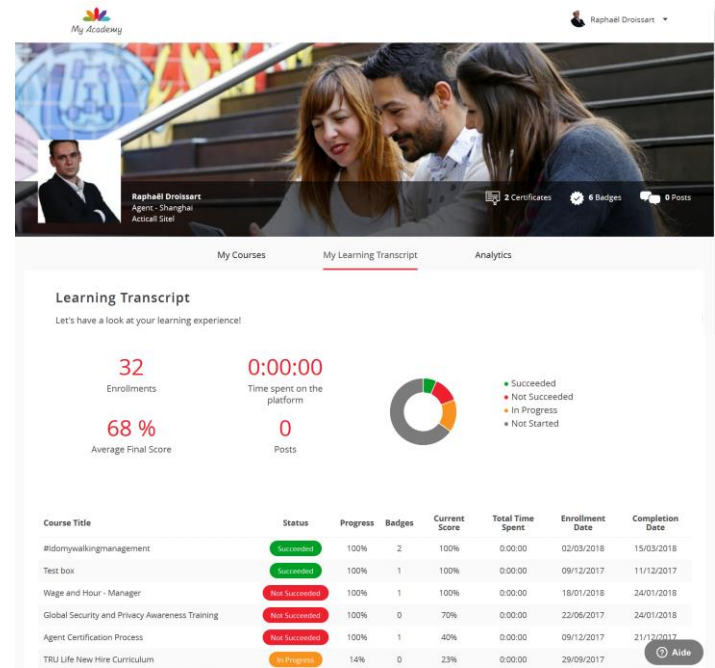 My Academy
Raphaël Droissart
Raphaël Droissart
Agent - Shanghai
Acticall Sitel
2 Certificates
6 Badges
0 Posts
My Courses
My Learning Transcript
Analytics
Learning Transcript
Let's have a look at your learning experience!
32
Enrollments
0:00:00
Time spent on the
platform
68 %
Average Final Score
0
Posts
Succeeded
Not Succeeded
In Progress
Not Started
Course Title Status Progress Badges Current Score Total Time Spent Enrollment Date Completion Date
#idomywalkingmanagement Succeeded 100% 2 100% 0:00:00 02/03/2018 15/03/2018
Test box Succeeded 100% 1 100% 0:00:00 09/12/2017 11/12/2017
Wage and Hour - Manager Not Succeeded 100% 1 100% 0:00:00 18/01/2018 24/01/2018
Global Security and Privacy Awareness Training Not Succeeded 100% 0 70% 0:00:00 22/06/2017 24/01/2018
Agent Certification Process Not Succeeded 100% 1 40% 0:00:00 09/12/2017 21/12/2017
TRU Life New Hire Curriculum In Progress 14% 0 23% 0:00:00 29/09/2017
Aide